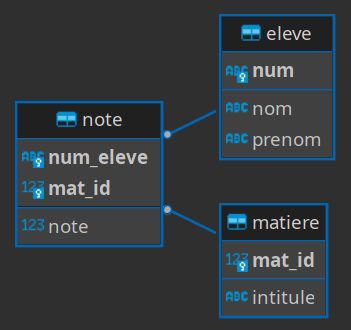 eleve
ABC num
ABC nom
ABC prenom
note
ABC num_eleve
123 mat_id
123 note
matiere
123 mat_id
ABC intitule